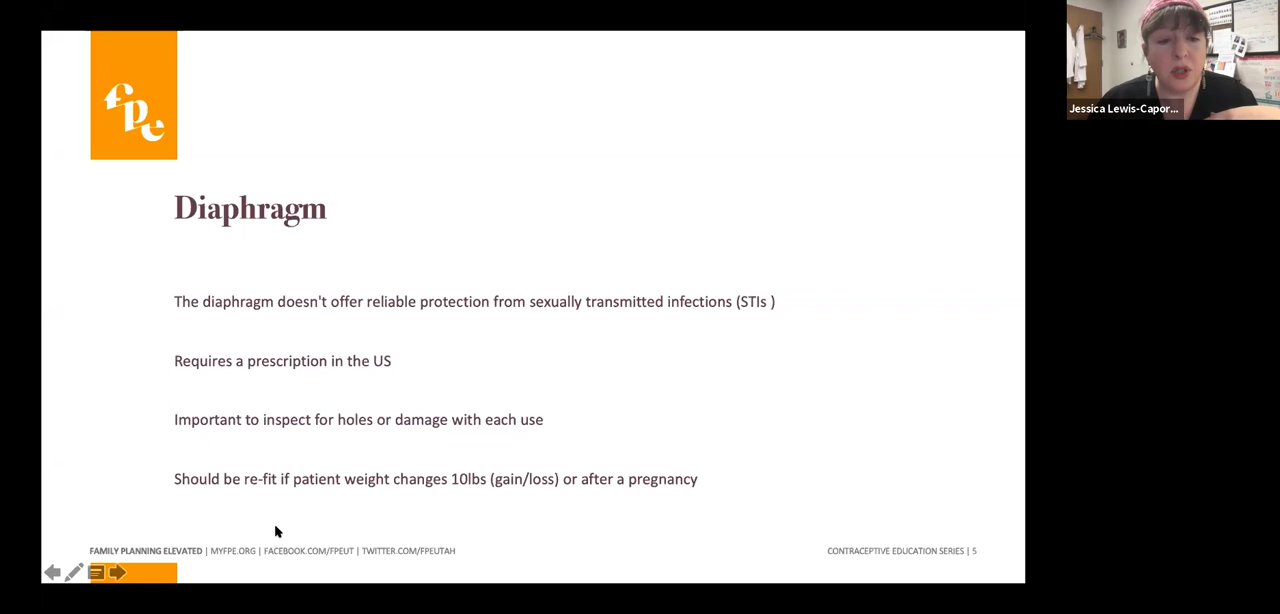 fpe
Jessica Lewis-Capor...
Diaphragm
The diaphragm doesn't offer reliable protection from sexually transmitted infections (STIs )
Requires a prescription in the US
Important to inspect for holes or damage with each use
Should be re-fit if patient weight changes 10lbs (gain/loss) or after a pregnancy
FAMILY PLANNING ELEVATED | MYFPE.ORG | FACEBOOK.COM/FPEUT | TWITTER.COM/FPEUTAH
CONTRACEPTIVE EDUCATION SERIES | 5